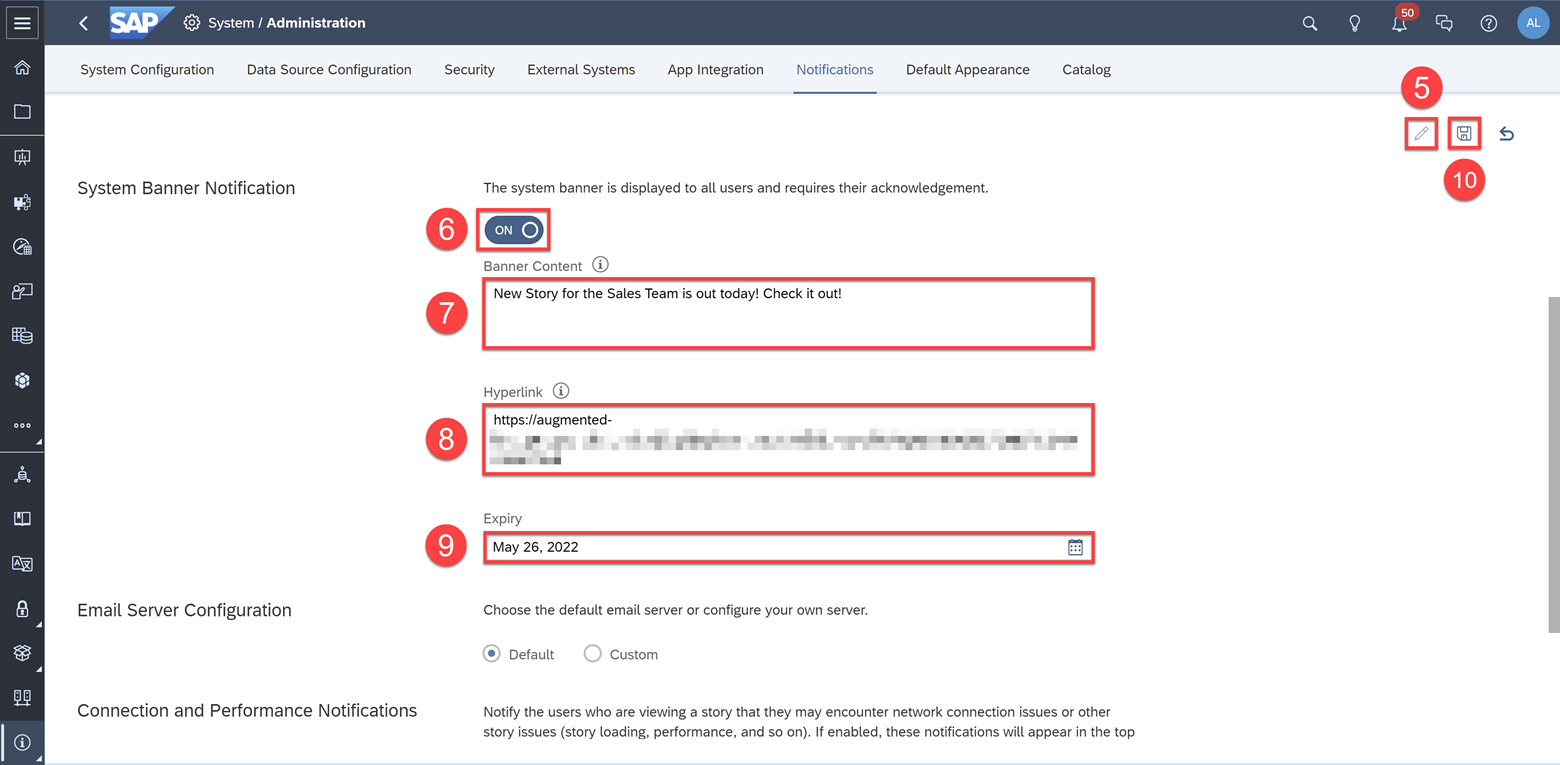 SAP System / Administration 50 AL
System Configuration Data Source Configuration Security External Systems App Integration Notifications Default Appearance Catalog
5
10
System Banner Notification The system banner is displayed to all users and requires their acknowledgement.
6 ON
Banner Content
7 New Story for the Sales Team is out today! Check it out!
Hyperlink
8 https://augmented-
Expiry
9 May 26, 2022
Email Server Configuration Choose the default email server or configure your own server.
Default Custom
Connection and Performance Notifications Notify the users who are viewing a story that they may encounter network connection issues or other
story issues (story loading, performance, and so on). If enabled, these notifications will appear in the top